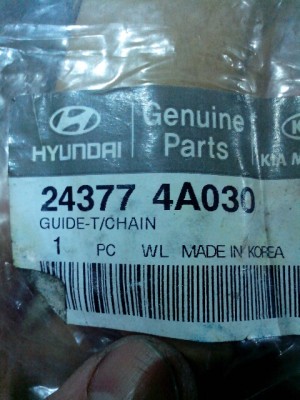 HYUNDAI
Genuine
Parts
KIA M
24377 4A030
GUIDE-T/CHAIN
1 PC WL MADE IN KOREA